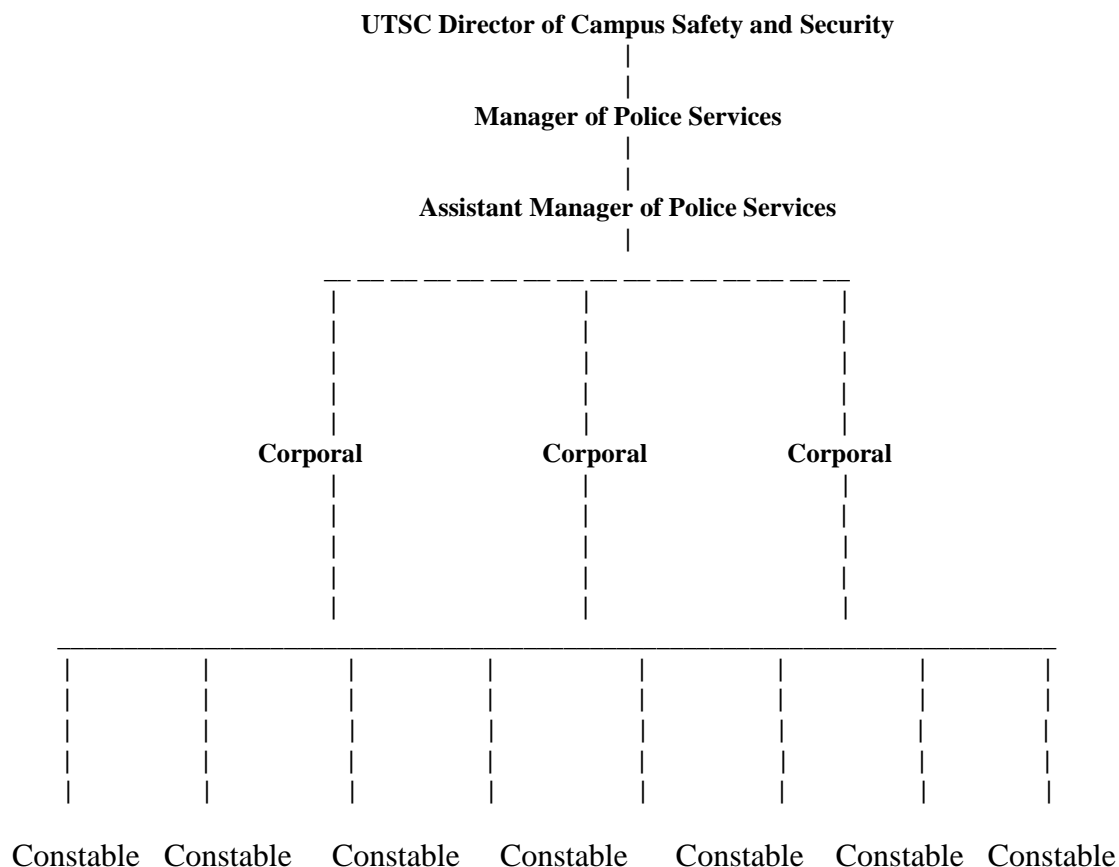 UTSC Director of Campus Safety and Security
Manager of Police Services
Assistant Manager of Police Services
Corporal Corporal Corporal
Constable Constable Constable Constable Constable Constable Constable Constable